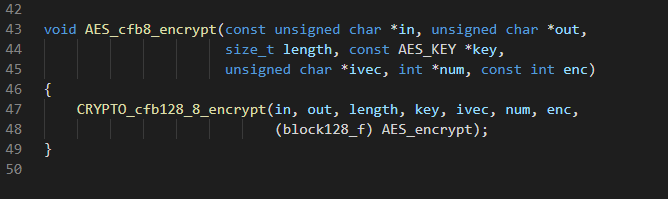 42
43 void AES_cfb8_encrypt(const unsigned char *in, unsigned char *out,
44                       size_t length, const AES_KEY *key,
45                       unsigned char *ivec, int *num, const int enc)
46 {
47     CRYPTO_cfb128_8_encrypt(in, out, length, key, ivec, num, enc,
48                             (block128_f) AES_encrypt);
49 }
50